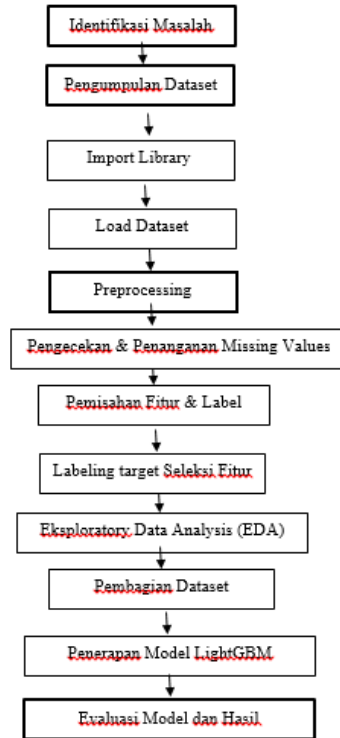 Identifikasi Masalah
Pengumpulan Dataset
Import Library
Load Dataset
Preprocessing
Pengecekan & Penanganan Missing Values
Pemisahan Fitur & Label
Labeling target Seleksi Fitur
Eksploratory Data Analysis (EDA)
Pembagian Dataset
Penerapan Model LightGBM
Evaluasi Model dan Hasil